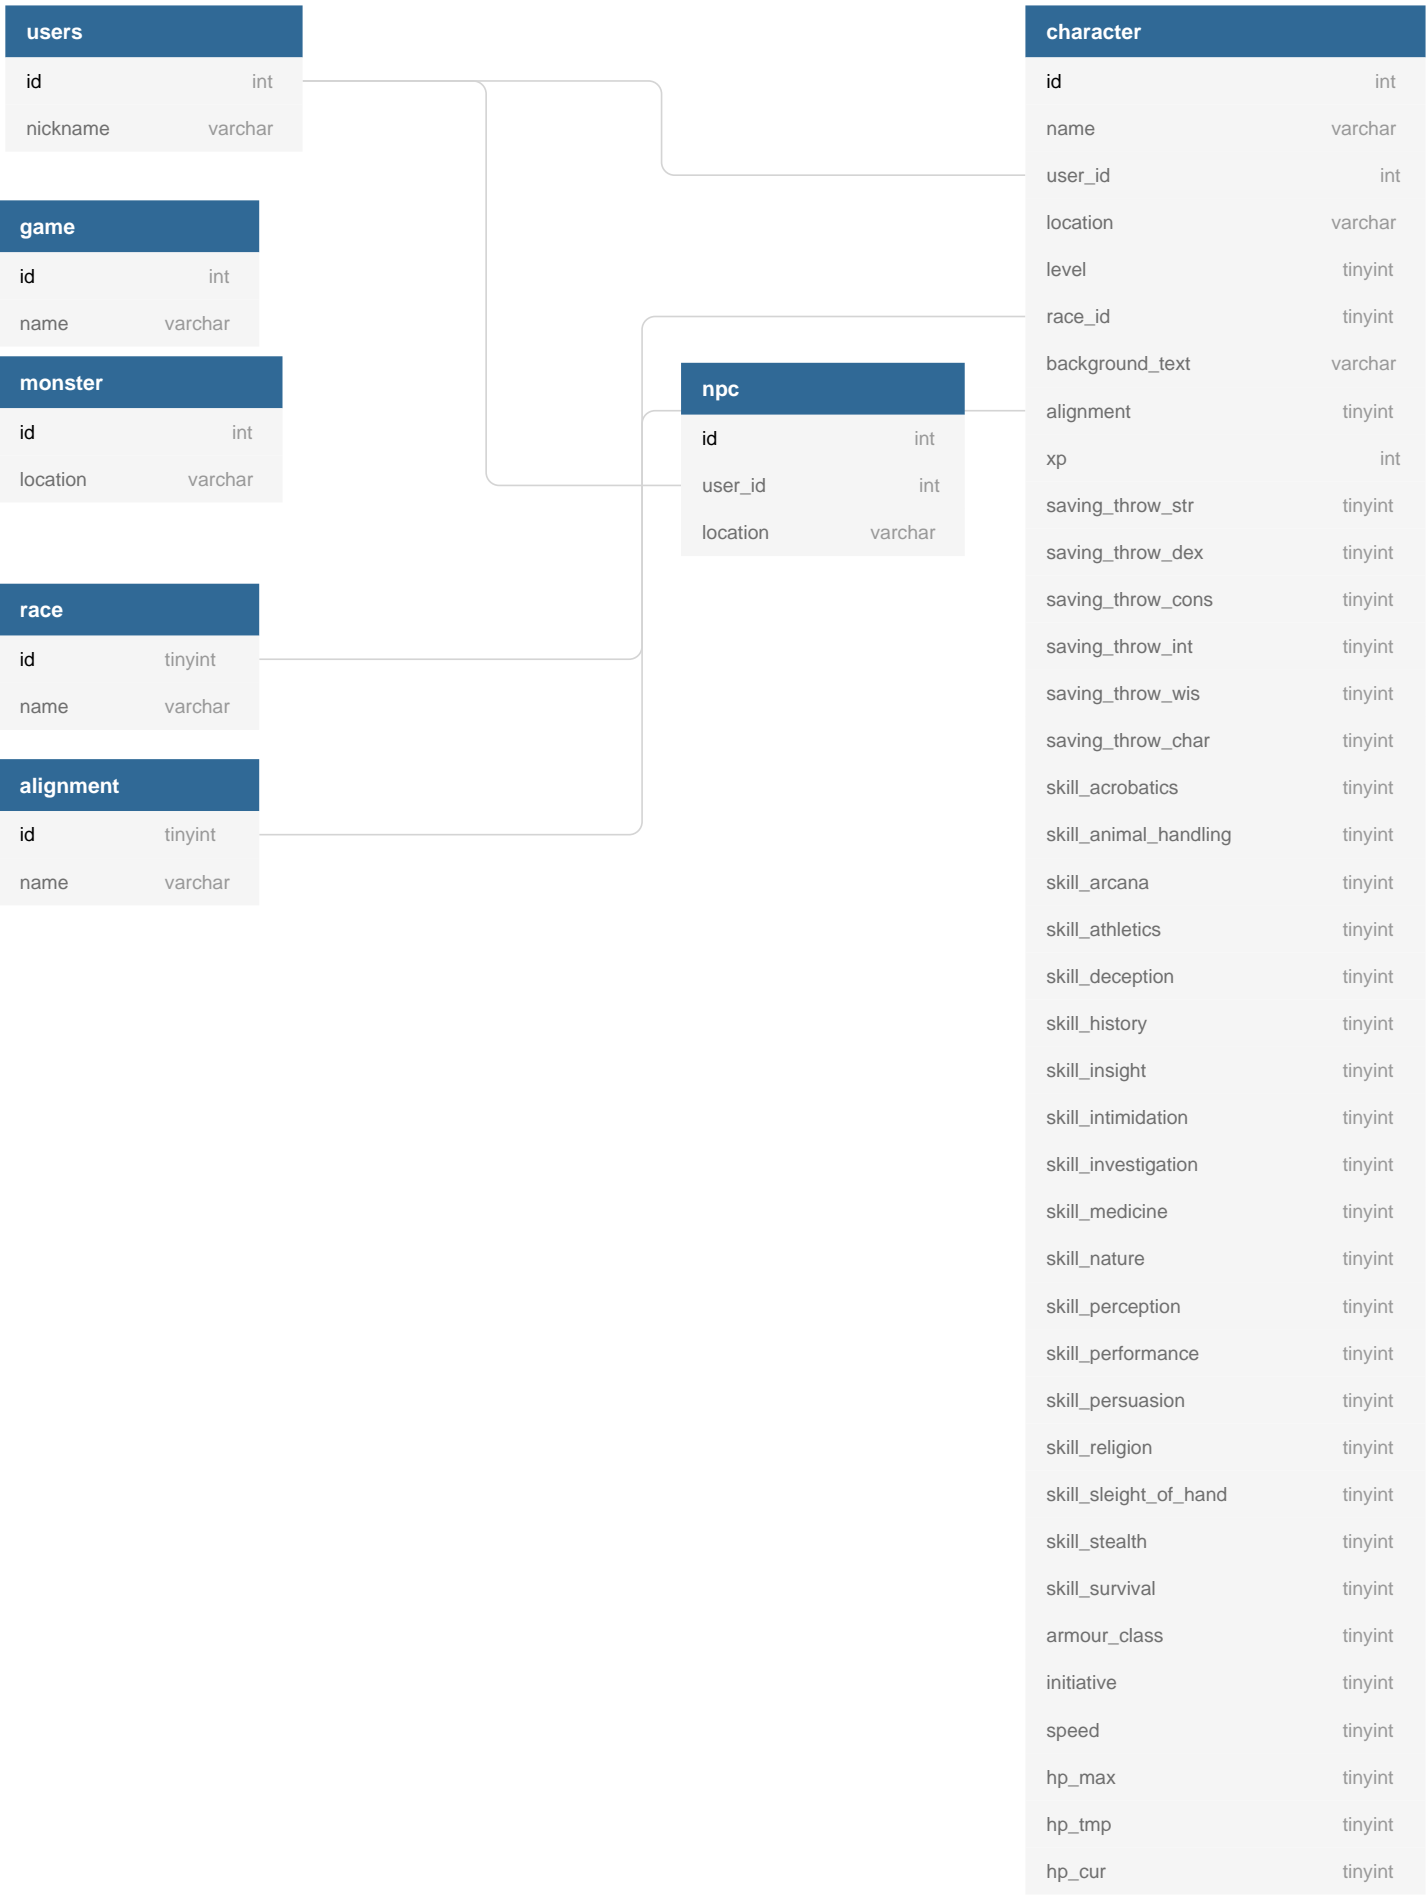 users
id int
nickname varchar
game
id int
name varchar
monster
id int
location varchar
race
id tinyint
name varchar
alignment
id tinyint
name varchar
npc
id int
user_id int
location varchar
character
id int
name varchar
user_id int
location varchar
level tinyint
race_id tinyint
background_text varchar
alignment tinyint
xp int
saving_throw_str tinyint
saving_throw_dex tinyint
saving_throw_cons tinyint
saving_throw_int tinyint
saving_throw_wis tinyint
saving_throw_char tinyint
skill_acrobatics tinyint
skill_animal_handling tinyint
skill_arcana tinyint
skill_athletics tinyint
skill_deception tinyint
skill_history tinyint
skill_insight tinyint
skill_intimidation tinyint
skill_investigation tinyint
skill_medicine tinyint
skill_nature tinyint
skill_perception tinyint
skill_performance tinyint
skill_persuasion tinyint
skill_religion tinyint
skill_sleight_of_hand tinyint
skill_stealth tinyint
skill_survival tinyint
armour_class tinyint
initiative tinyint
speed tinyint
hp_max tinyint
hp_tmp tinyint
hp_cur tinyint